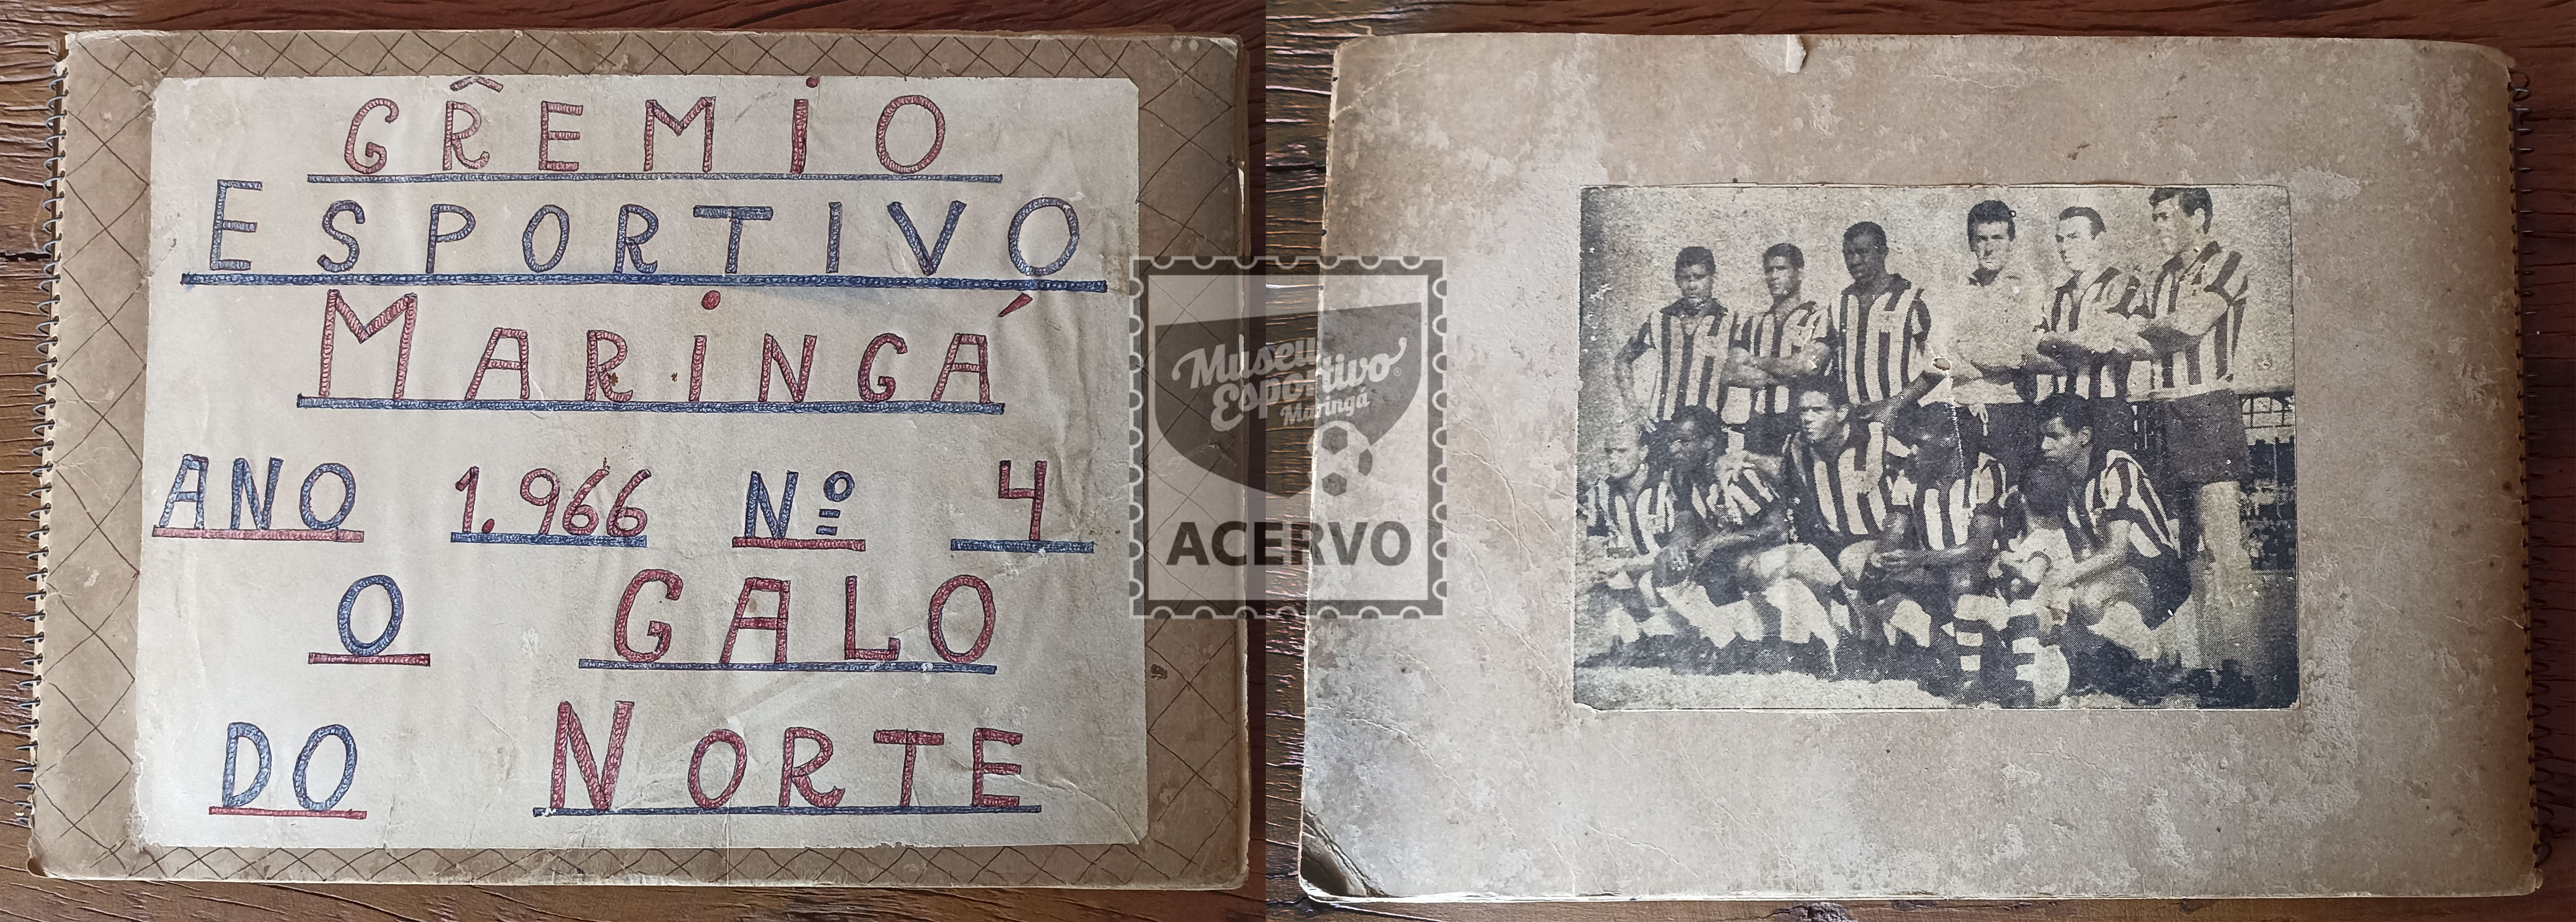 GRÊMIO
ESPORTIVO
MARINGÁ
ANO 1.966 Nº 4
O GALO
DO NORTE
Museu
Esportivo®
Maringá
ACERVO